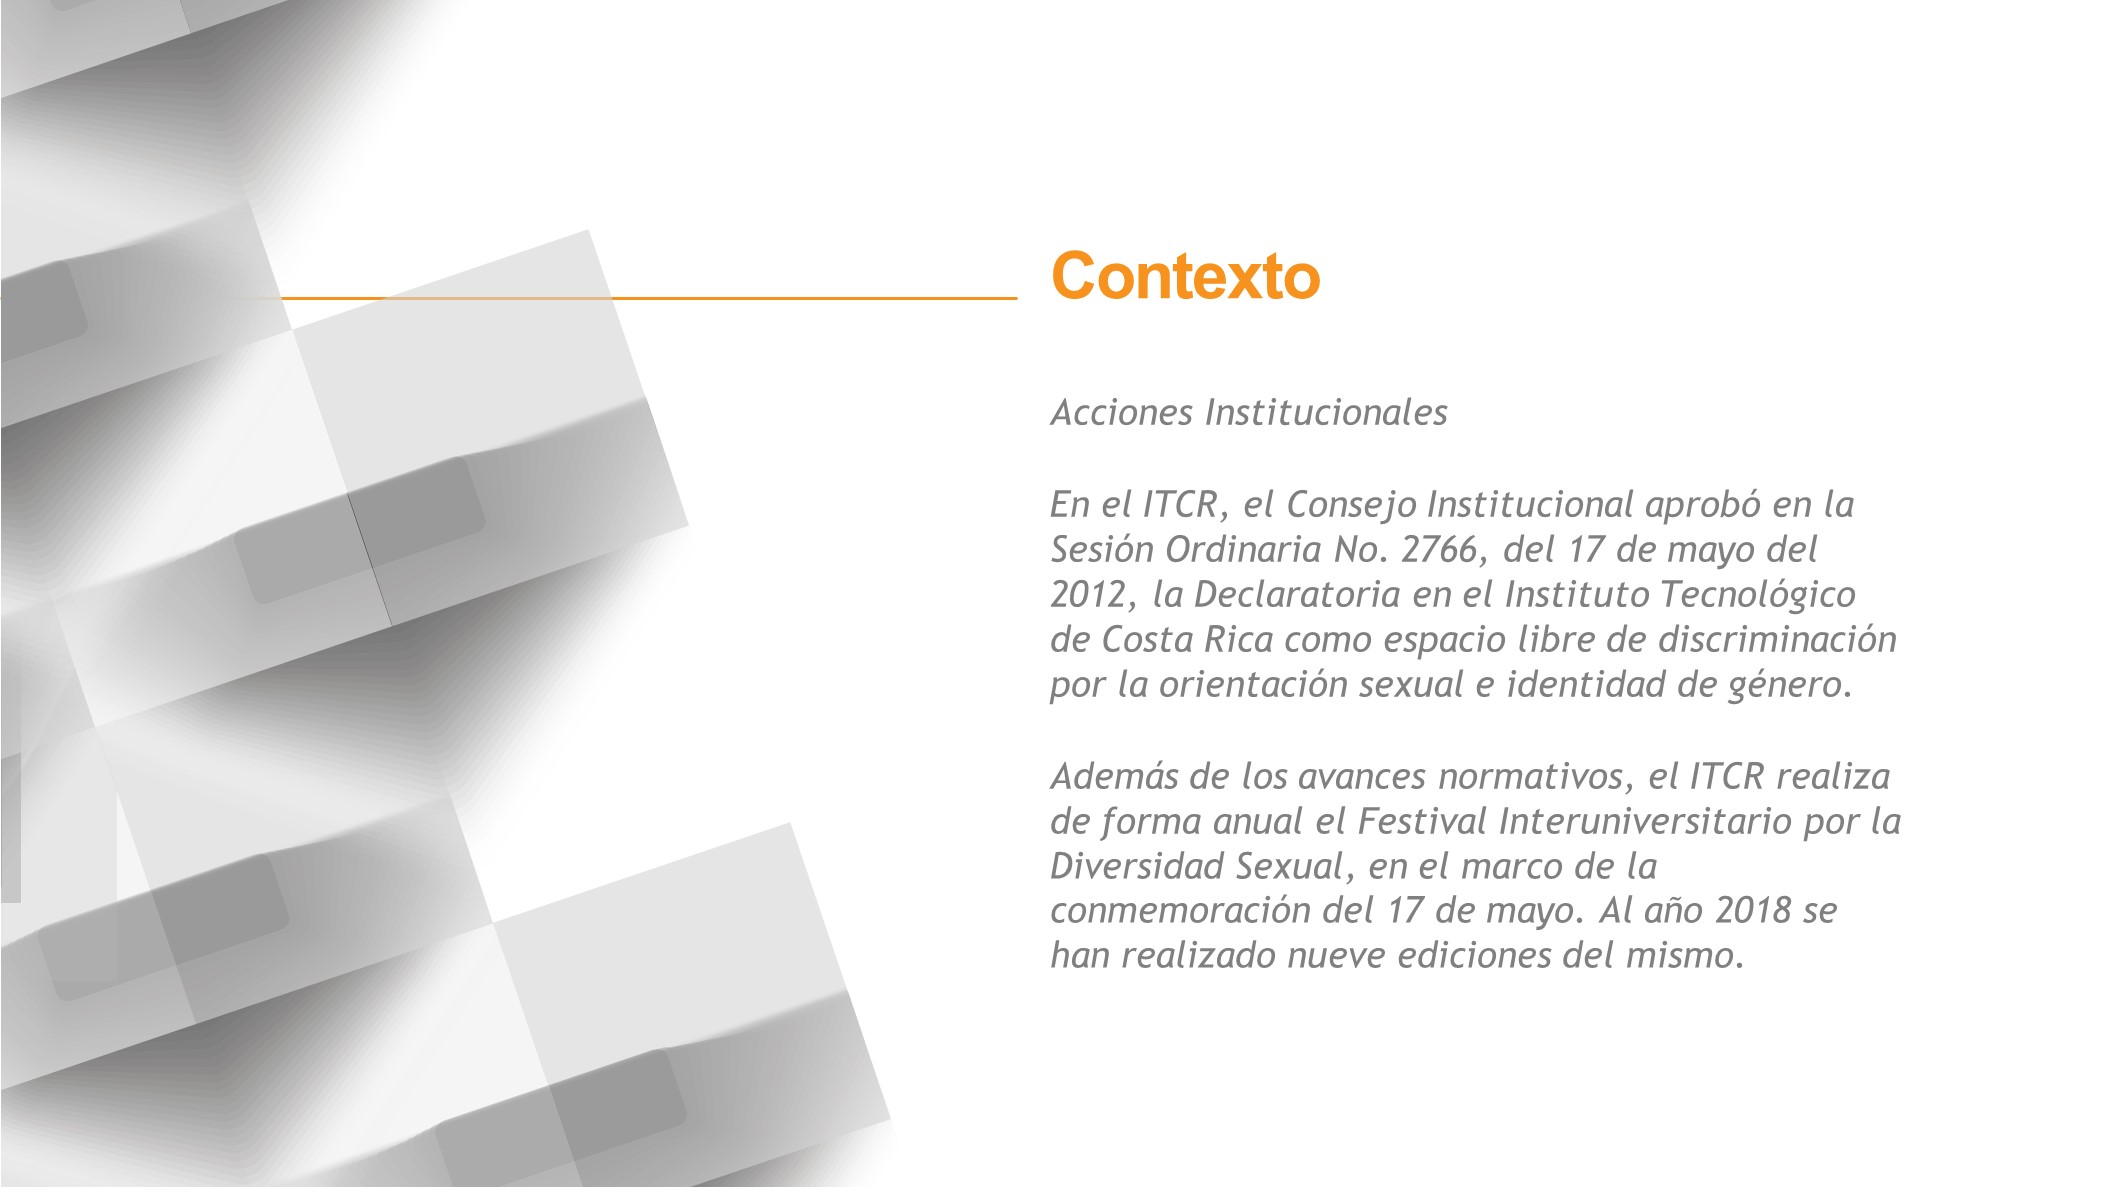 Contexto
Acciones Institucionales
En el ITCR, el Consejo Institucional aprobó en la
Sesión Ordinaria No. 2766, del 17 de mayo del
2012, la Declaratoria en el Instituto Tecnológico
de Costa Rica como espacio libre de discriminación
por la orientación sexual e identidad de género.
Además de los avances normativos, el ITCR realiza
de forma anual el Festival Interuniversitario por la
Diversidad Sexual, en el marco de la
conmemoración del 17 de mayo. Al año 2018 se
han realizado nueve ediciones del mismo.